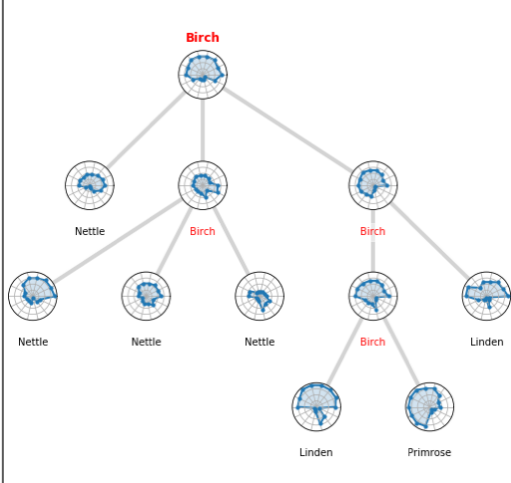 Birch
Nettle
Birch
Birch
Nettle
Nettle
Nettle
Birch
Linden
Linden
Primrose